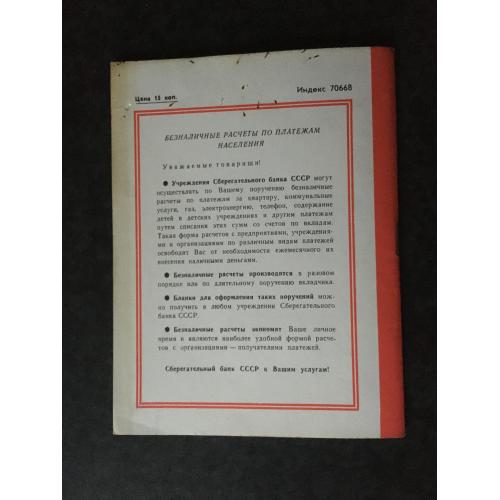 Цена 15 коп.
Индекс 70668
БЕЗНАЛИЧНЫЕ РАСЧЕТЫ ПО ПЛАТЕЖАМ
НАСЕЛЕНИЯ
Уважаемые товарищи!
● Учреждения Сберегательного банка СССР могут
осуществлять по Вашему поручению безналичные
расчеты по платежам за квартиру, коммунальные
услуги, газ, электроэнергию, телефон, содержание
детей в детских учреждениях и другим платежам
путем списания этих сумм со счетов по вкладам.
Такая форма расчетов с предприятиями, учреждения-
ми и организациями по различным видам платежей
освободит Вас от необходимости ежемесячного их
внесения наличными деньгами.
● Безналичные расчеты производятся в разовом
порядке или по длительному поручению вкладчика.
● Бланки для оформления таких поручений мож-
но получить в любом учреждении Сберегательного
банка СССР.
● Безналичные расчеты экономят Ваше личное
время и являются наиболее удобной формой расче-
тов с организациями — получателями платежей.
Сберегательный банк СССР к Вашим услугам!